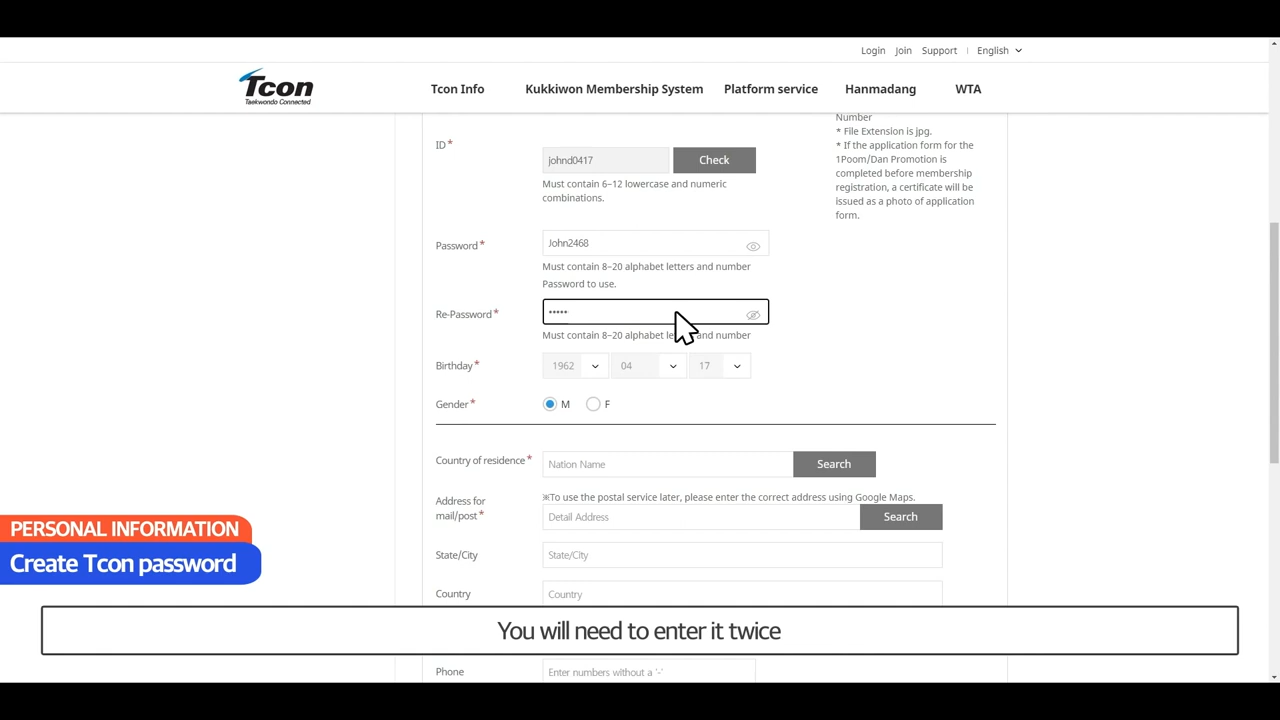 Login Join Support | English
Tcon
Taekwondo Connected
Tcon Info Kukkiwon Membership System Platform service Hanmadang WTA
Number
* File Extension is jpg.
* If the application form for the
1Poom/Dan Promotion is
completed before membership
registration, a certificate will be
issued as a photo of application
form.
ID*
johnd0417
Check
Must contain 6–12 lowercase and numeric
combinations.
Password*
John2468
Must contain 8–20 alphabet letters and number
Password to use.
Re-Password*
•••••
Must contain 8–20 alphabet le and number
Birthday*
1962 04 17
Gender*
M F
Country of residence*
Nation Name
Search
Address for
mail/post*
※To use the postal service later, please enter the correct address using Google Maps.
Detail Address
Search
State/City
State/City
Country
Country
Phone
Enter numbers without a '-'
PERSONAL INFORMATION
Create Tcon password
You will need to enter it twice